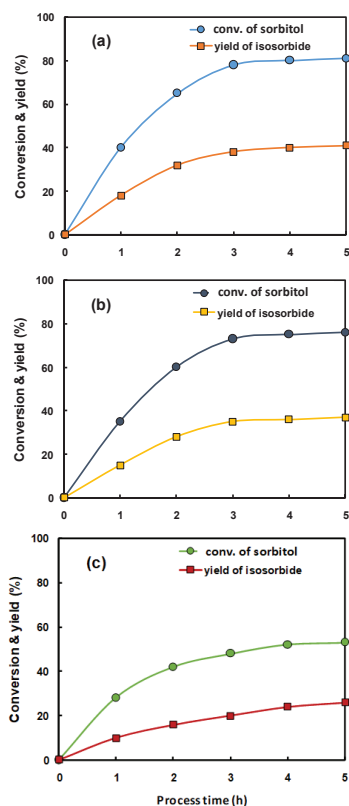 (a)
conv. of sorbitol
yield of isosorbide
Conversion & yield (%)
100
80
60
40
20
0
0 1 2 3 4 5
(b)
conv. of sorbitol
yield of isosorbide
Conversion & yield (%)
100
80
60
40
20
0
0 1 2 3 4 5
(c)
conv. of sorbitol
yield of isosorbide
Conversion & yield (%)
100
80
60
40
20
0
0 1 2 3 4 5
Process time (h)